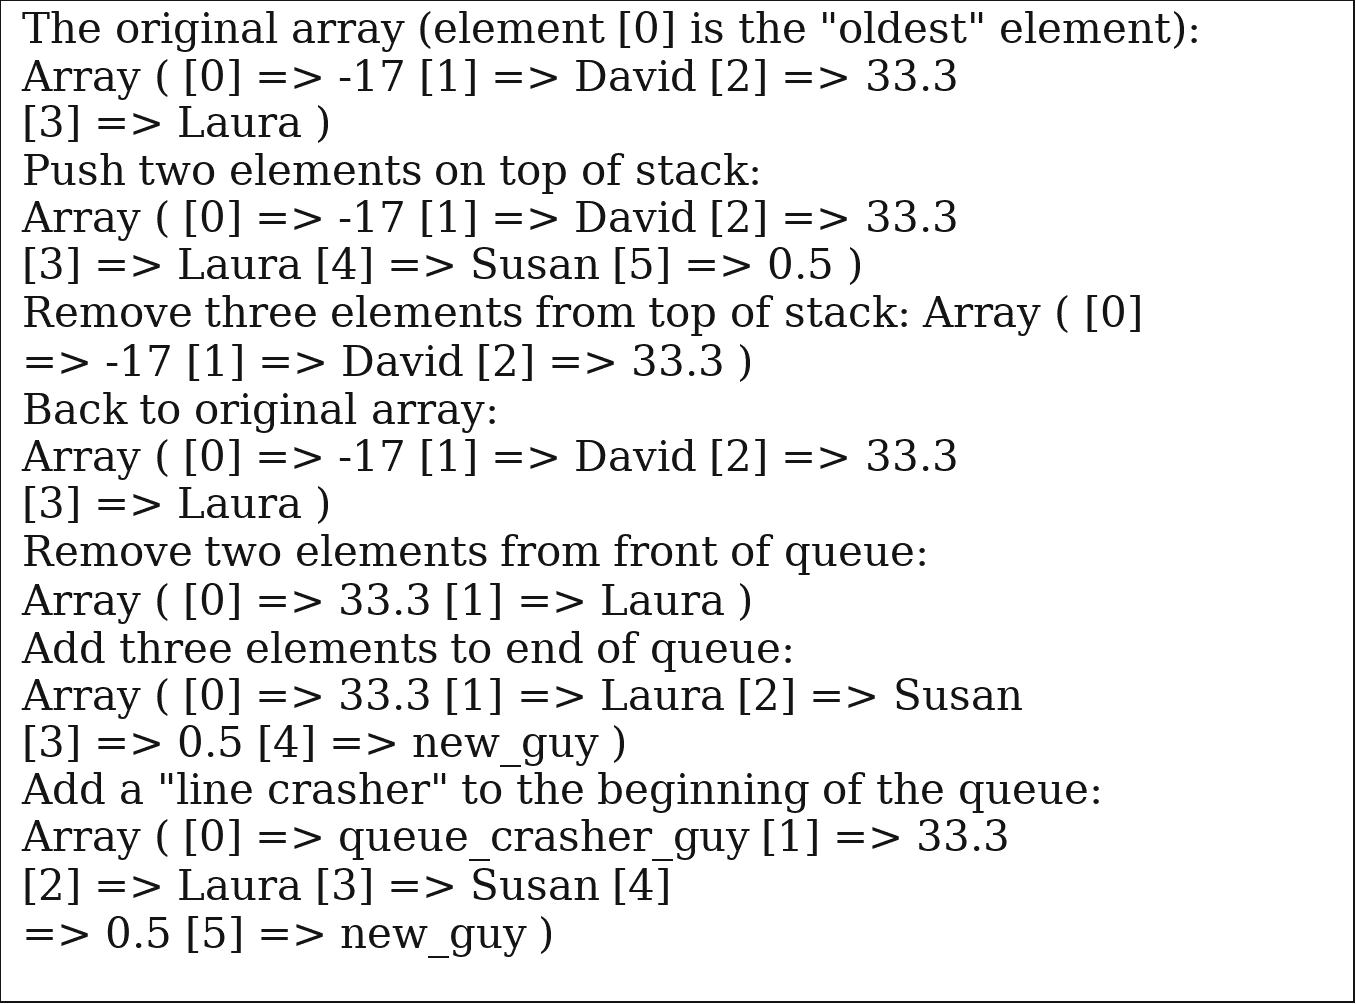 The original array (element [0] is the "oldest" element):
Array ( [0] => -17 [1] => David [2] => 33.3
[3] => Laura )
Push two elements on top of stack:
Array ( [0] => -17 [1] => David [2] => 33.3
[3] => Laura [4] => Susan [5] => 0.5 )
Remove three elements from top of stack: Array ( [0]
=> -17 [1] => David [2] => 33.3 )
Back to original array:
Array ( [0] => -17 [1] => David [2] => 33.3
[3] => Laura )
Remove two elements from front of queue:
Array ( [0] => 33.3 [1] => Laura )
Add three elements to end of queue:
Array ( [0] => 33.3 [1] => Laura [2] => Susan
[3] => 0.5 [4] => new_guy )
Add a "line crasher" to the beginning of the queue:
Array ( [0] => queue_crasher_guy [1] => 33.3
[2] => Laura [3] => Susan [4]
=> 0.5 [5] => new_guy )